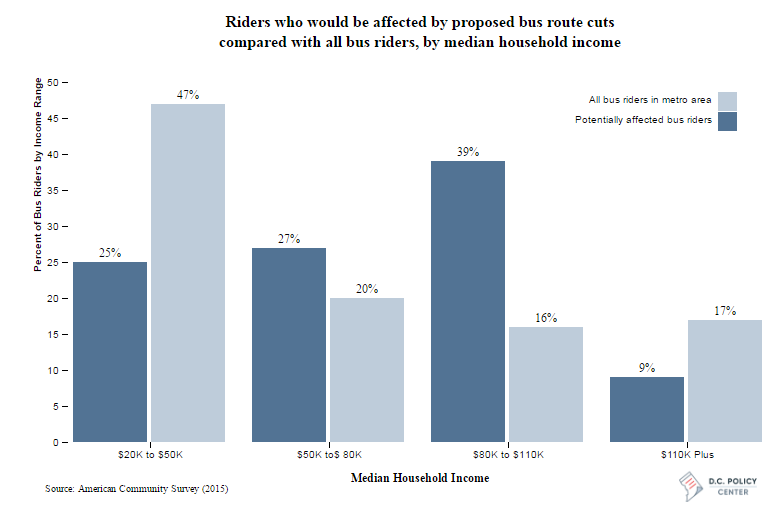 Riders who would be affected by proposed bus route cuts
compared with all bus riders, by median household income
Percent of Bus Riders by Income Range
50
45
40
35
30
25
20
15
10
5
0
All bus riders in metro area
Potentially affected bus riders
25%
47%
27%
20%
39%
16%
9%
17%
$20K to $50K
$50K to$ 80K
$80K to $110K
$110K Plus
Median Household Income
Source: American Community Survey (2015)
D.C. POLICY
CENTER